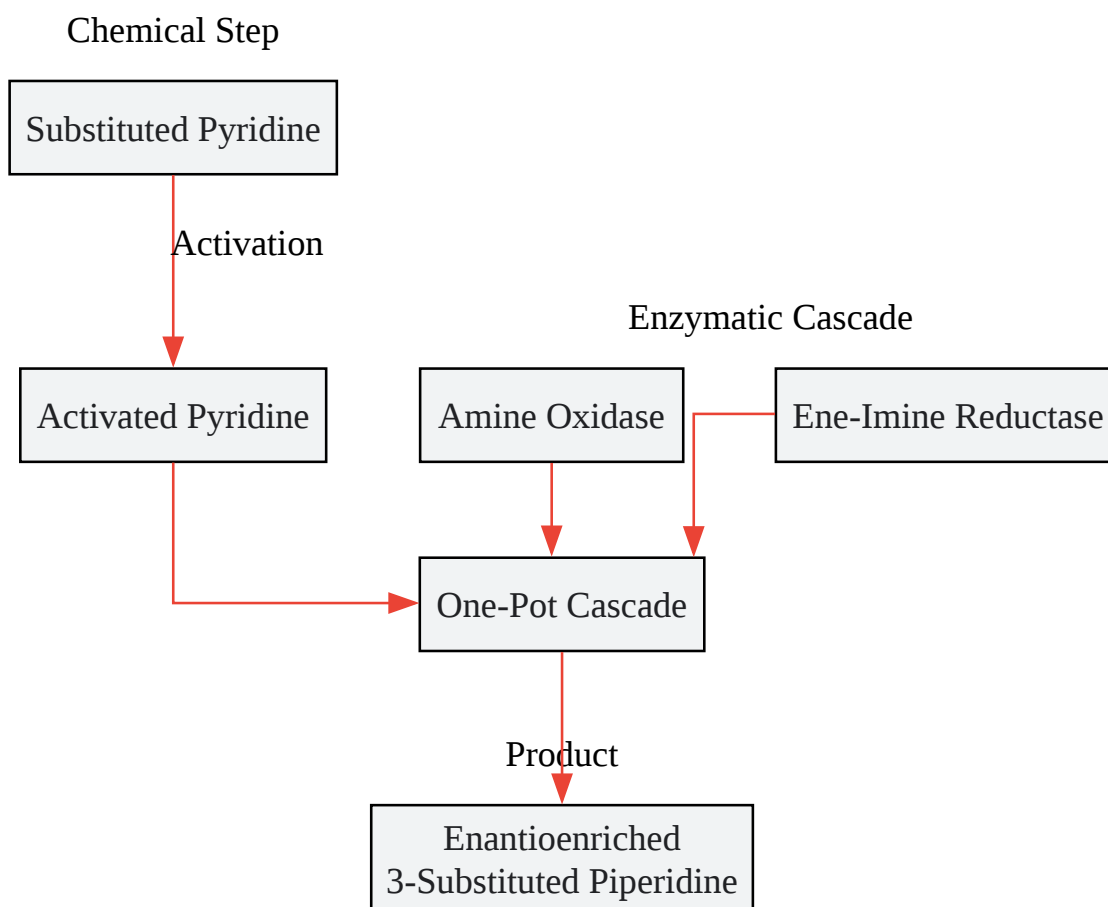 Chemical Step
Substituted Pyridine
Activation
Enzymatic Cascade
Activated Pyridine
Amine Oxidase
Ene-Imine Reductase
One-Pot Cascade
Product
Enantioenriched
3-Substituted Piperidine